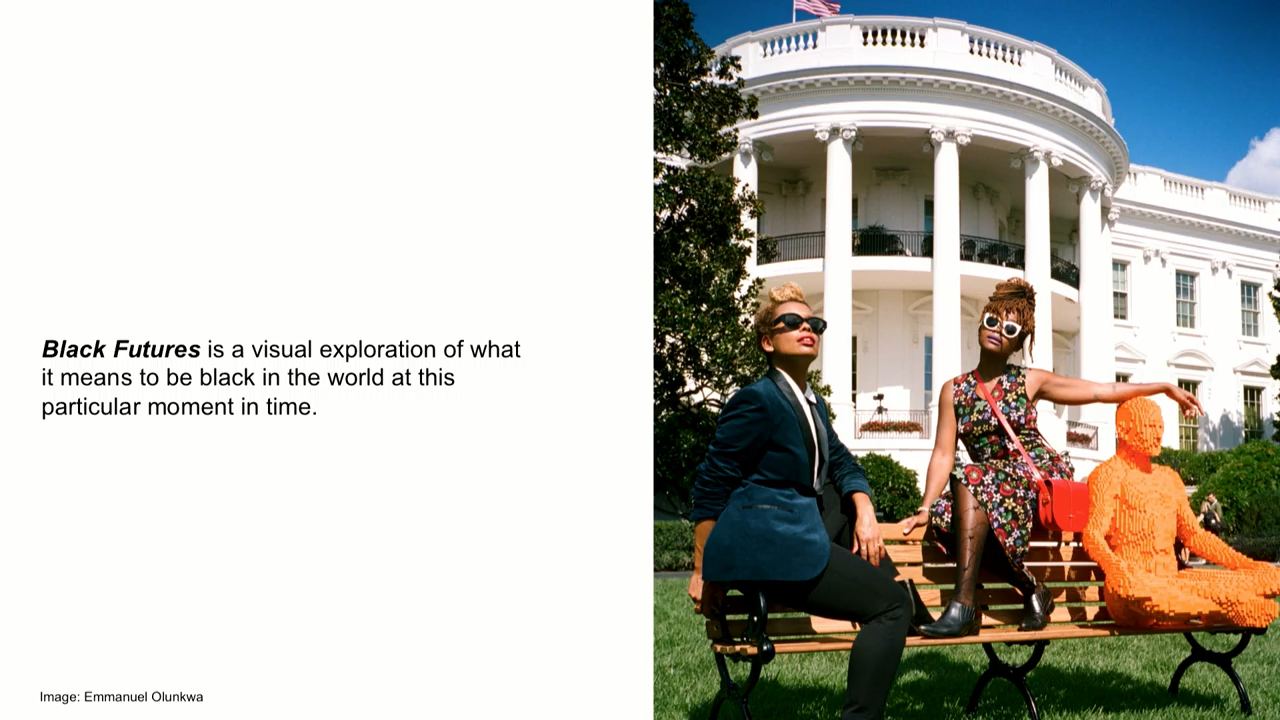 Black Futures is a visual exploration of what
it means to be black in the world at this
particular moment in time.
Image: Emmanuel Olunkwa